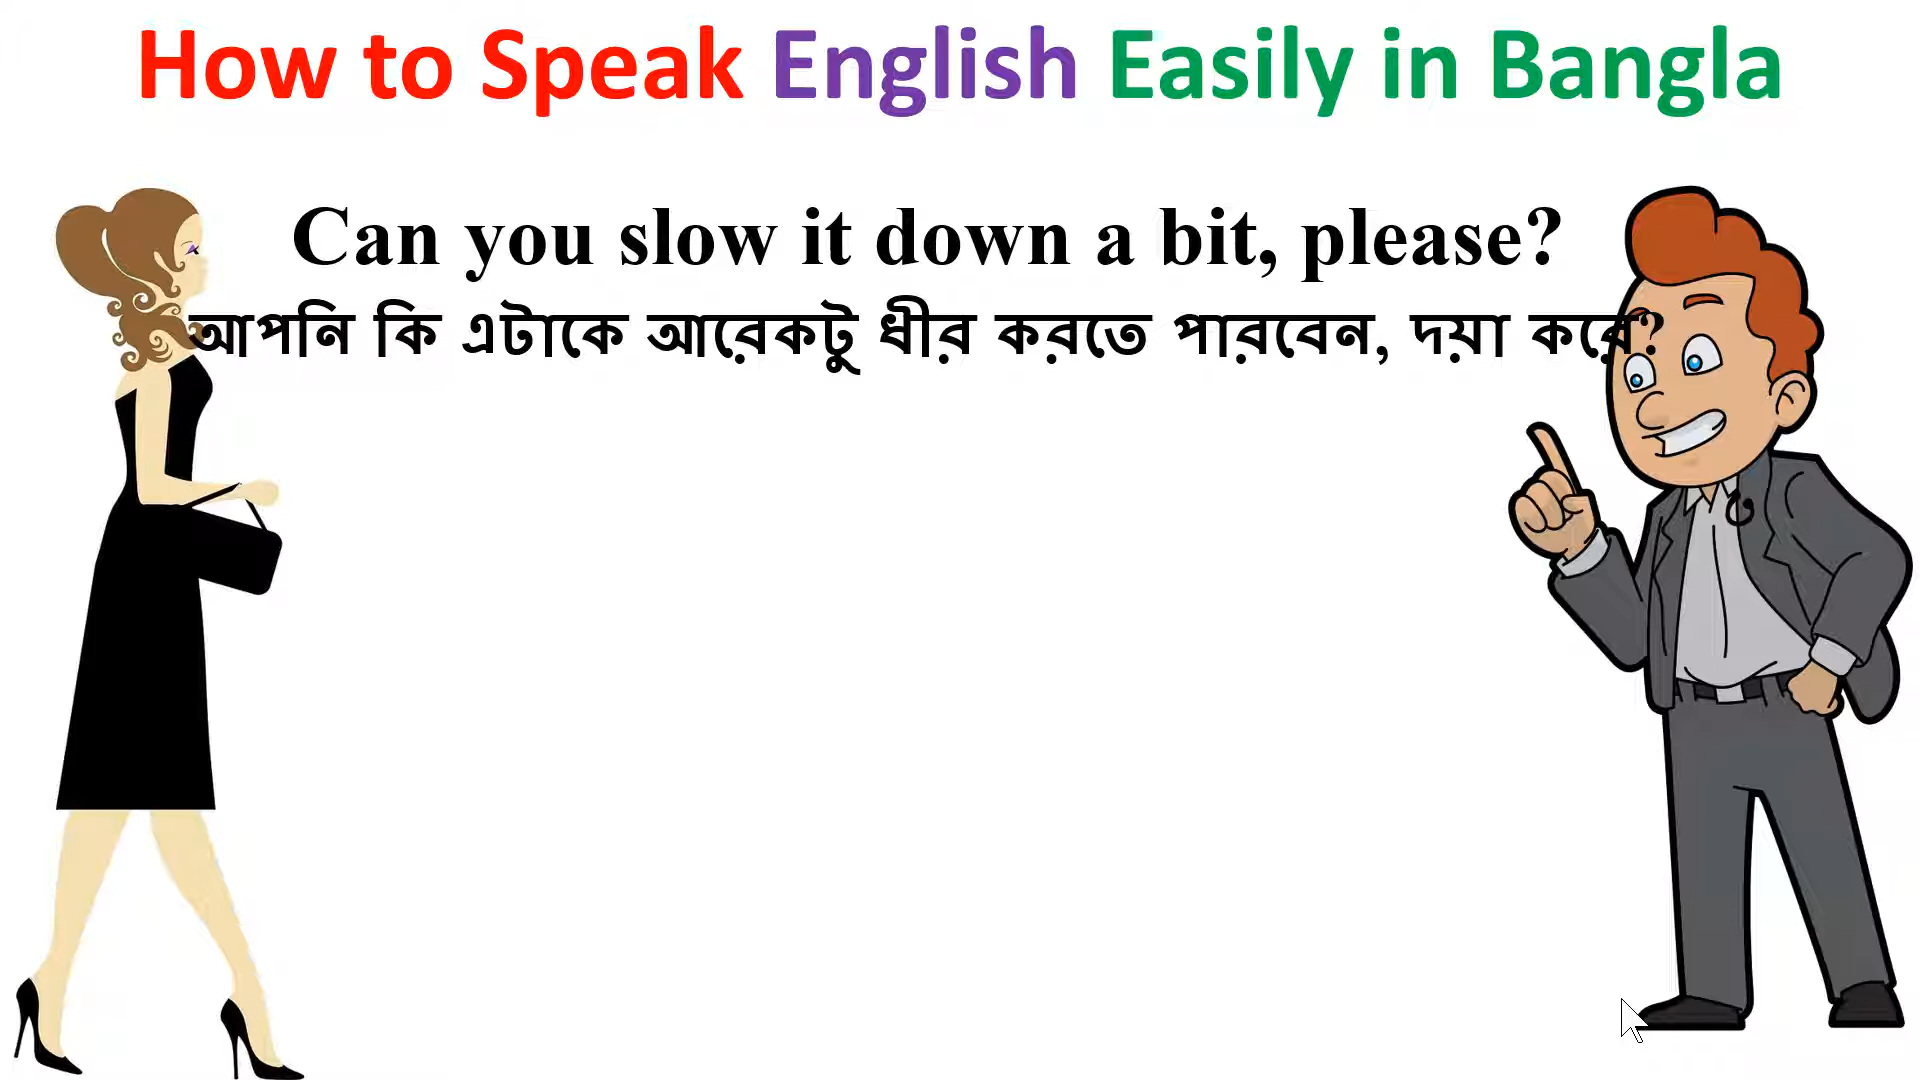 How to Speak English Easily in Bangla
Can you slow it down a bit, please?
আপনি কি এটাকে আরেকটু ধীর করতে পারবেন, দয়া করে?